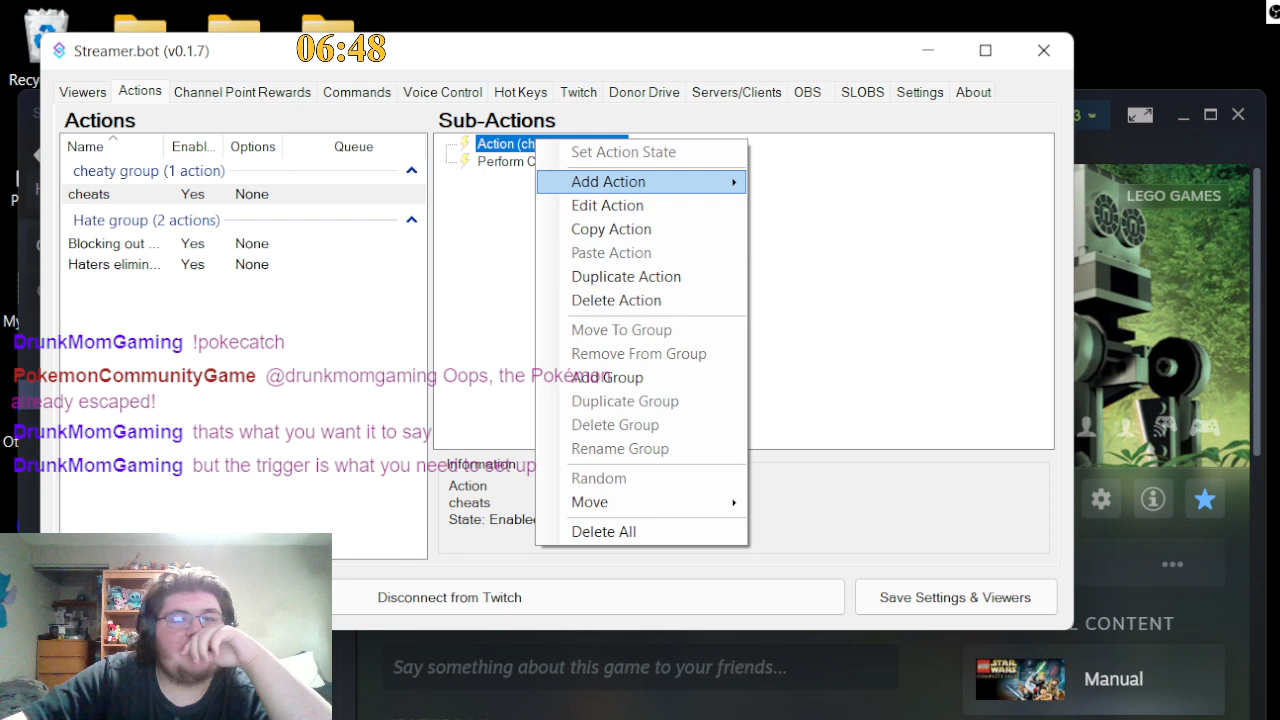 Recy
Streamer.bot (v0.1.7)
06:48
Viewers Actions Channel Point Rewards Commands Voice Control Hot Keys Twitch Donor Drive Servers/Clients OBS SLOBS Settings About
Actions
Name Enabl... Options Queue
cheaty group (1 action)
cheats Yes None
Hate group (2 actions)
Blocking out ... Yes None
Haters elimin... Yes None
Sub-Actions
Action (ch
Perform C
Set Action State
Add Action
Edit Action
Copy Action
Paste Action
Duplicate Action
Delete Action
Move To Group
Remove From Group
Add Group
Duplicate Group
Delete Group
Rename Group
Random
Move
Delete All
DrunkMomGaming !pokecatch
PokemonCommunityGame @drunkmomgaming Oops, the Pokémon
already escaped!
DrunkMomGaming thats what you want it to say
DrunkMomGaming but the trigger is what you need to set up
Information
Action
cheats
State: Enable
Disconnect from Twitch
Save Settings & Viewers
3
LEGO GAMES
CONTENT
Say something about this game to your friends...
Manual